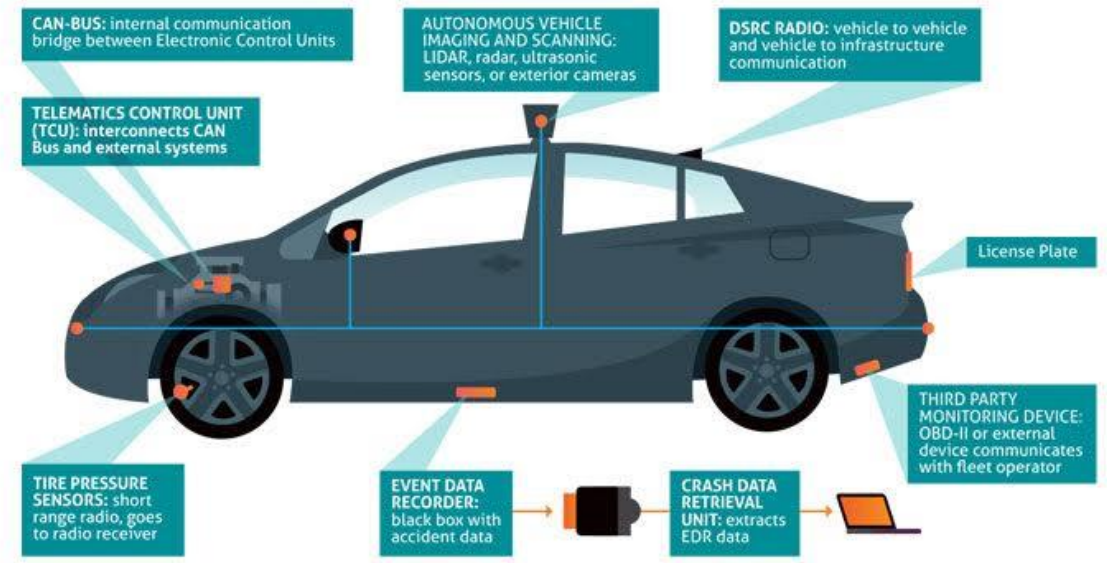 CAN-BUS: internal communication
bridge between Electronic Control Units
AUTONOMOUS VEHICLE
IMAGING AND SCANNING:
LIDAR, radar, ultrasonic
sensors, or exterior cameras
DSRC RADIO: vehicle to vehicle
and vehicle to infrastructure
communication
TELEMATICS CONTROL UNIT
(TCU): interconnects CAN
Bus and external systems
License Plate
THIRD PARTY
MONITORING DEVICE:
OBD-II or external
device communicates
with fleet operator
TIRE PRESSURE
SENSORS: short
range radio, goes
to radio receiver
EVENT DATA
RECORDER:
black box with
accident data
CRASH DATA
RETRIEVAL
UNIT: extracts
EDR data